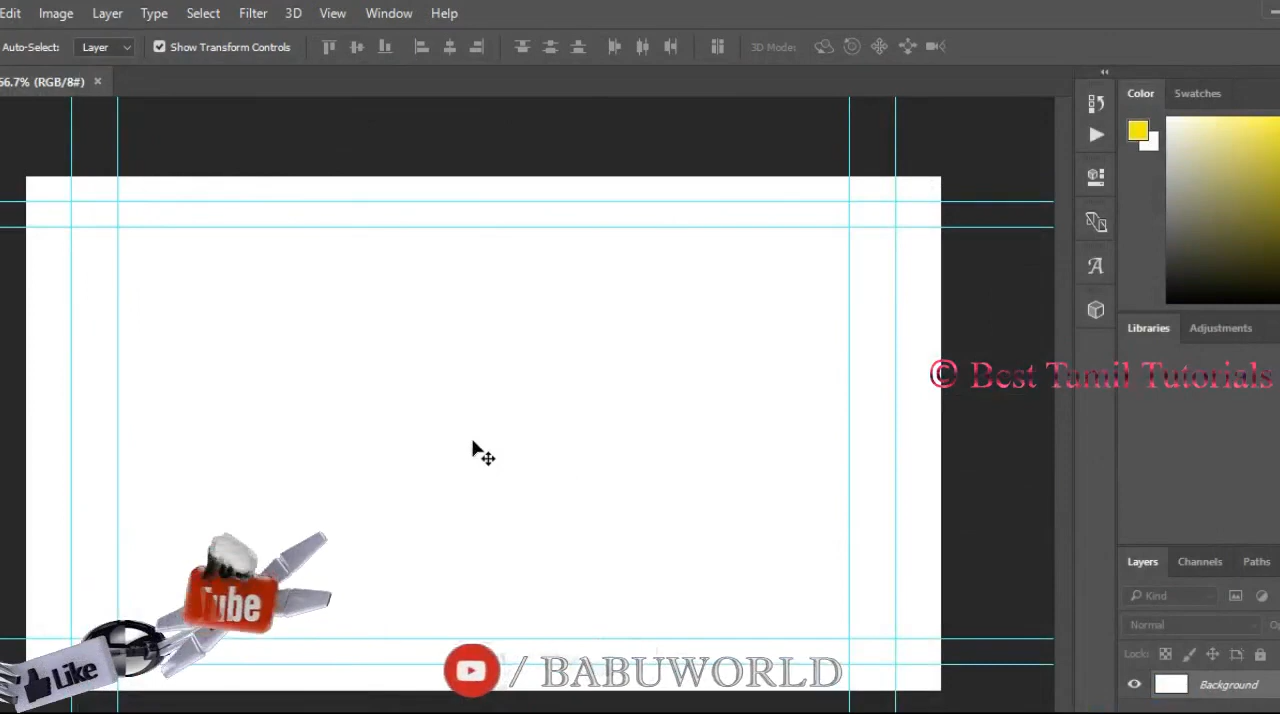 Edit Image Layer Type Select Filter 3D View Window Help
Auto-Select: Layer Show Transform Controls 3D Mode:
66.7% (RGB/8#) ×
Color Swatches
Libraries Adjustments
© Best Tamil Tutorials
Layers Channels Paths
Kind
Normal
Lock:
Background
Tube
Like
/ BABUWORLD